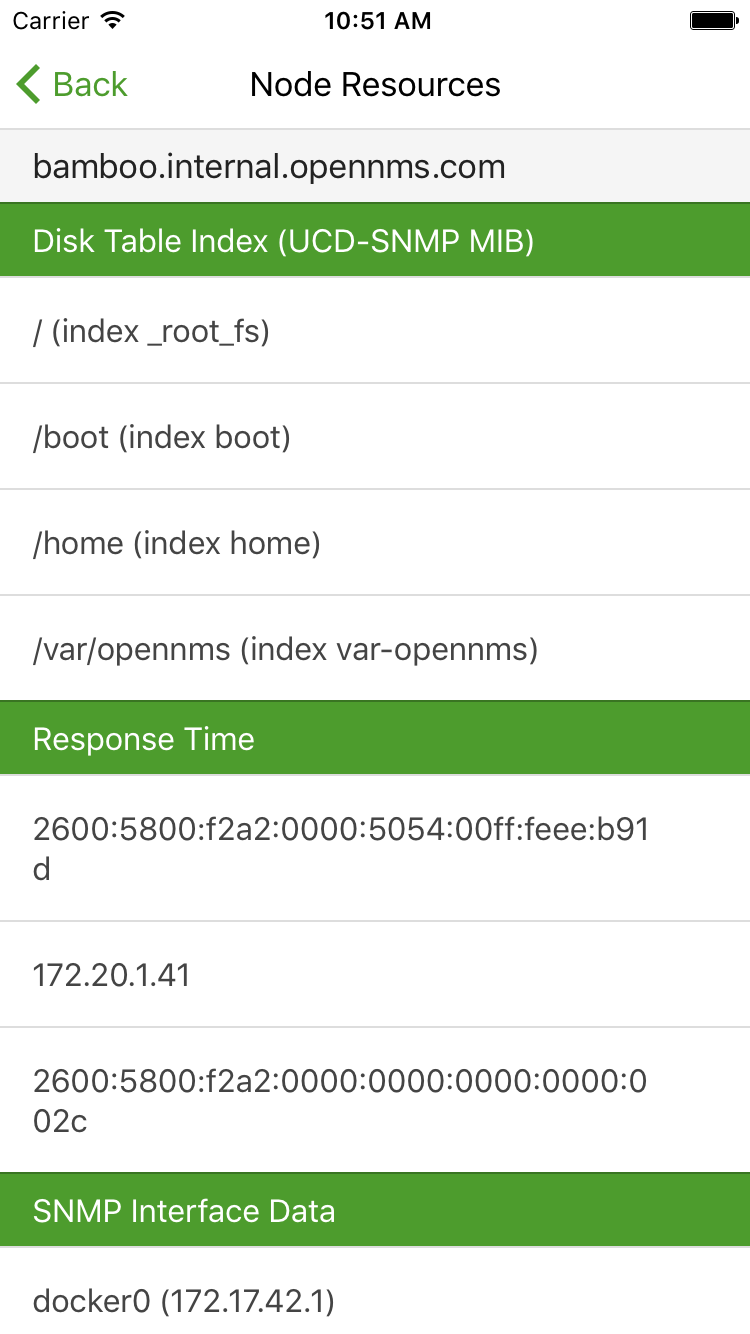 Carrier 10:51 AM
Back Node Resources
bamboo.internal.opennms.com
Disk Table Index (UCD-SNMP MIB)
/ (index _root_fs)
/boot (index boot)
/home (index home)
/var/opennms (index var-opennms)
Response Time
2600:5800:f2a2:0000:5054:00ff:feee:b91
d
172.20.1.41
2600:5800:f2a2:0000:0000:0000:0000:0
02c
SNMP Interface Data
docker0 (172.17.42.1)